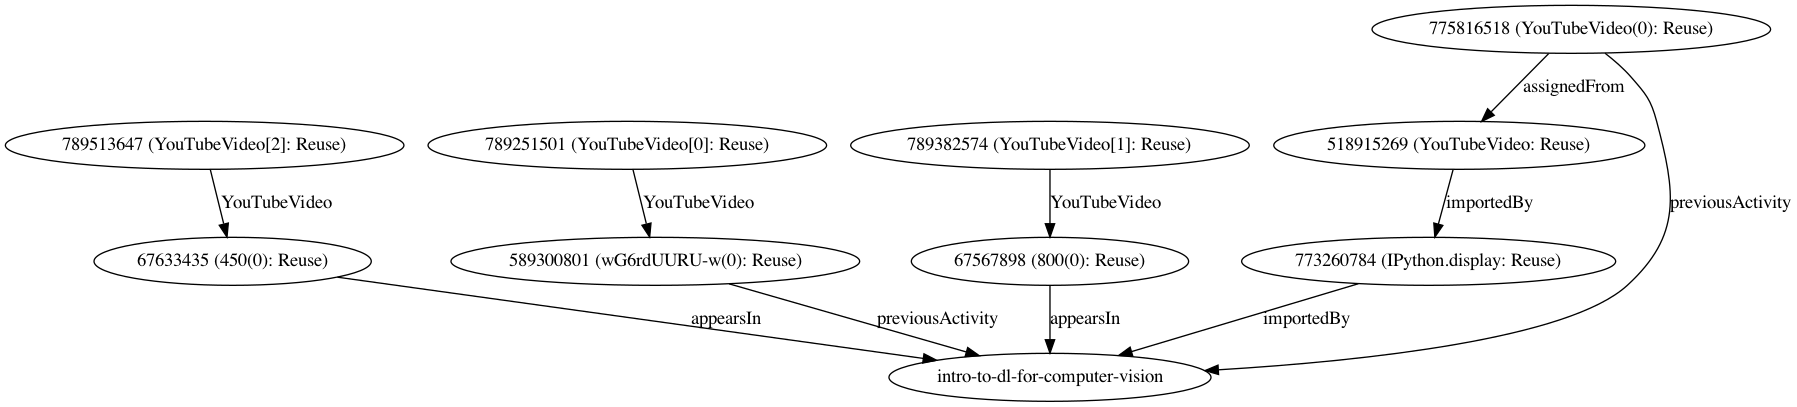 775816518 (YouTubeVideo(0): Reuse)
assignedFrom
789513647 (YouTubeVideo[2]: Reuse)
789251501 (YouTubeVideo[0]: Reuse)
789382574 (YouTubeVideo[1]: Reuse)
518915269 (YouTubeVideo: Reuse)
YouTubeVideo
YouTubeVideo
YouTubeVideo
importedBy
previousActivity
67633435 (450(0): Reuse)
589300801 (wG6rdUURU-w(0): Reuse)
67567898 (800(0): Reuse)
773260784 (IPython.display: Reuse)
appearsIn
previousActivity
appearsIn
importedBy
intro-to-dl-for-computer-vision